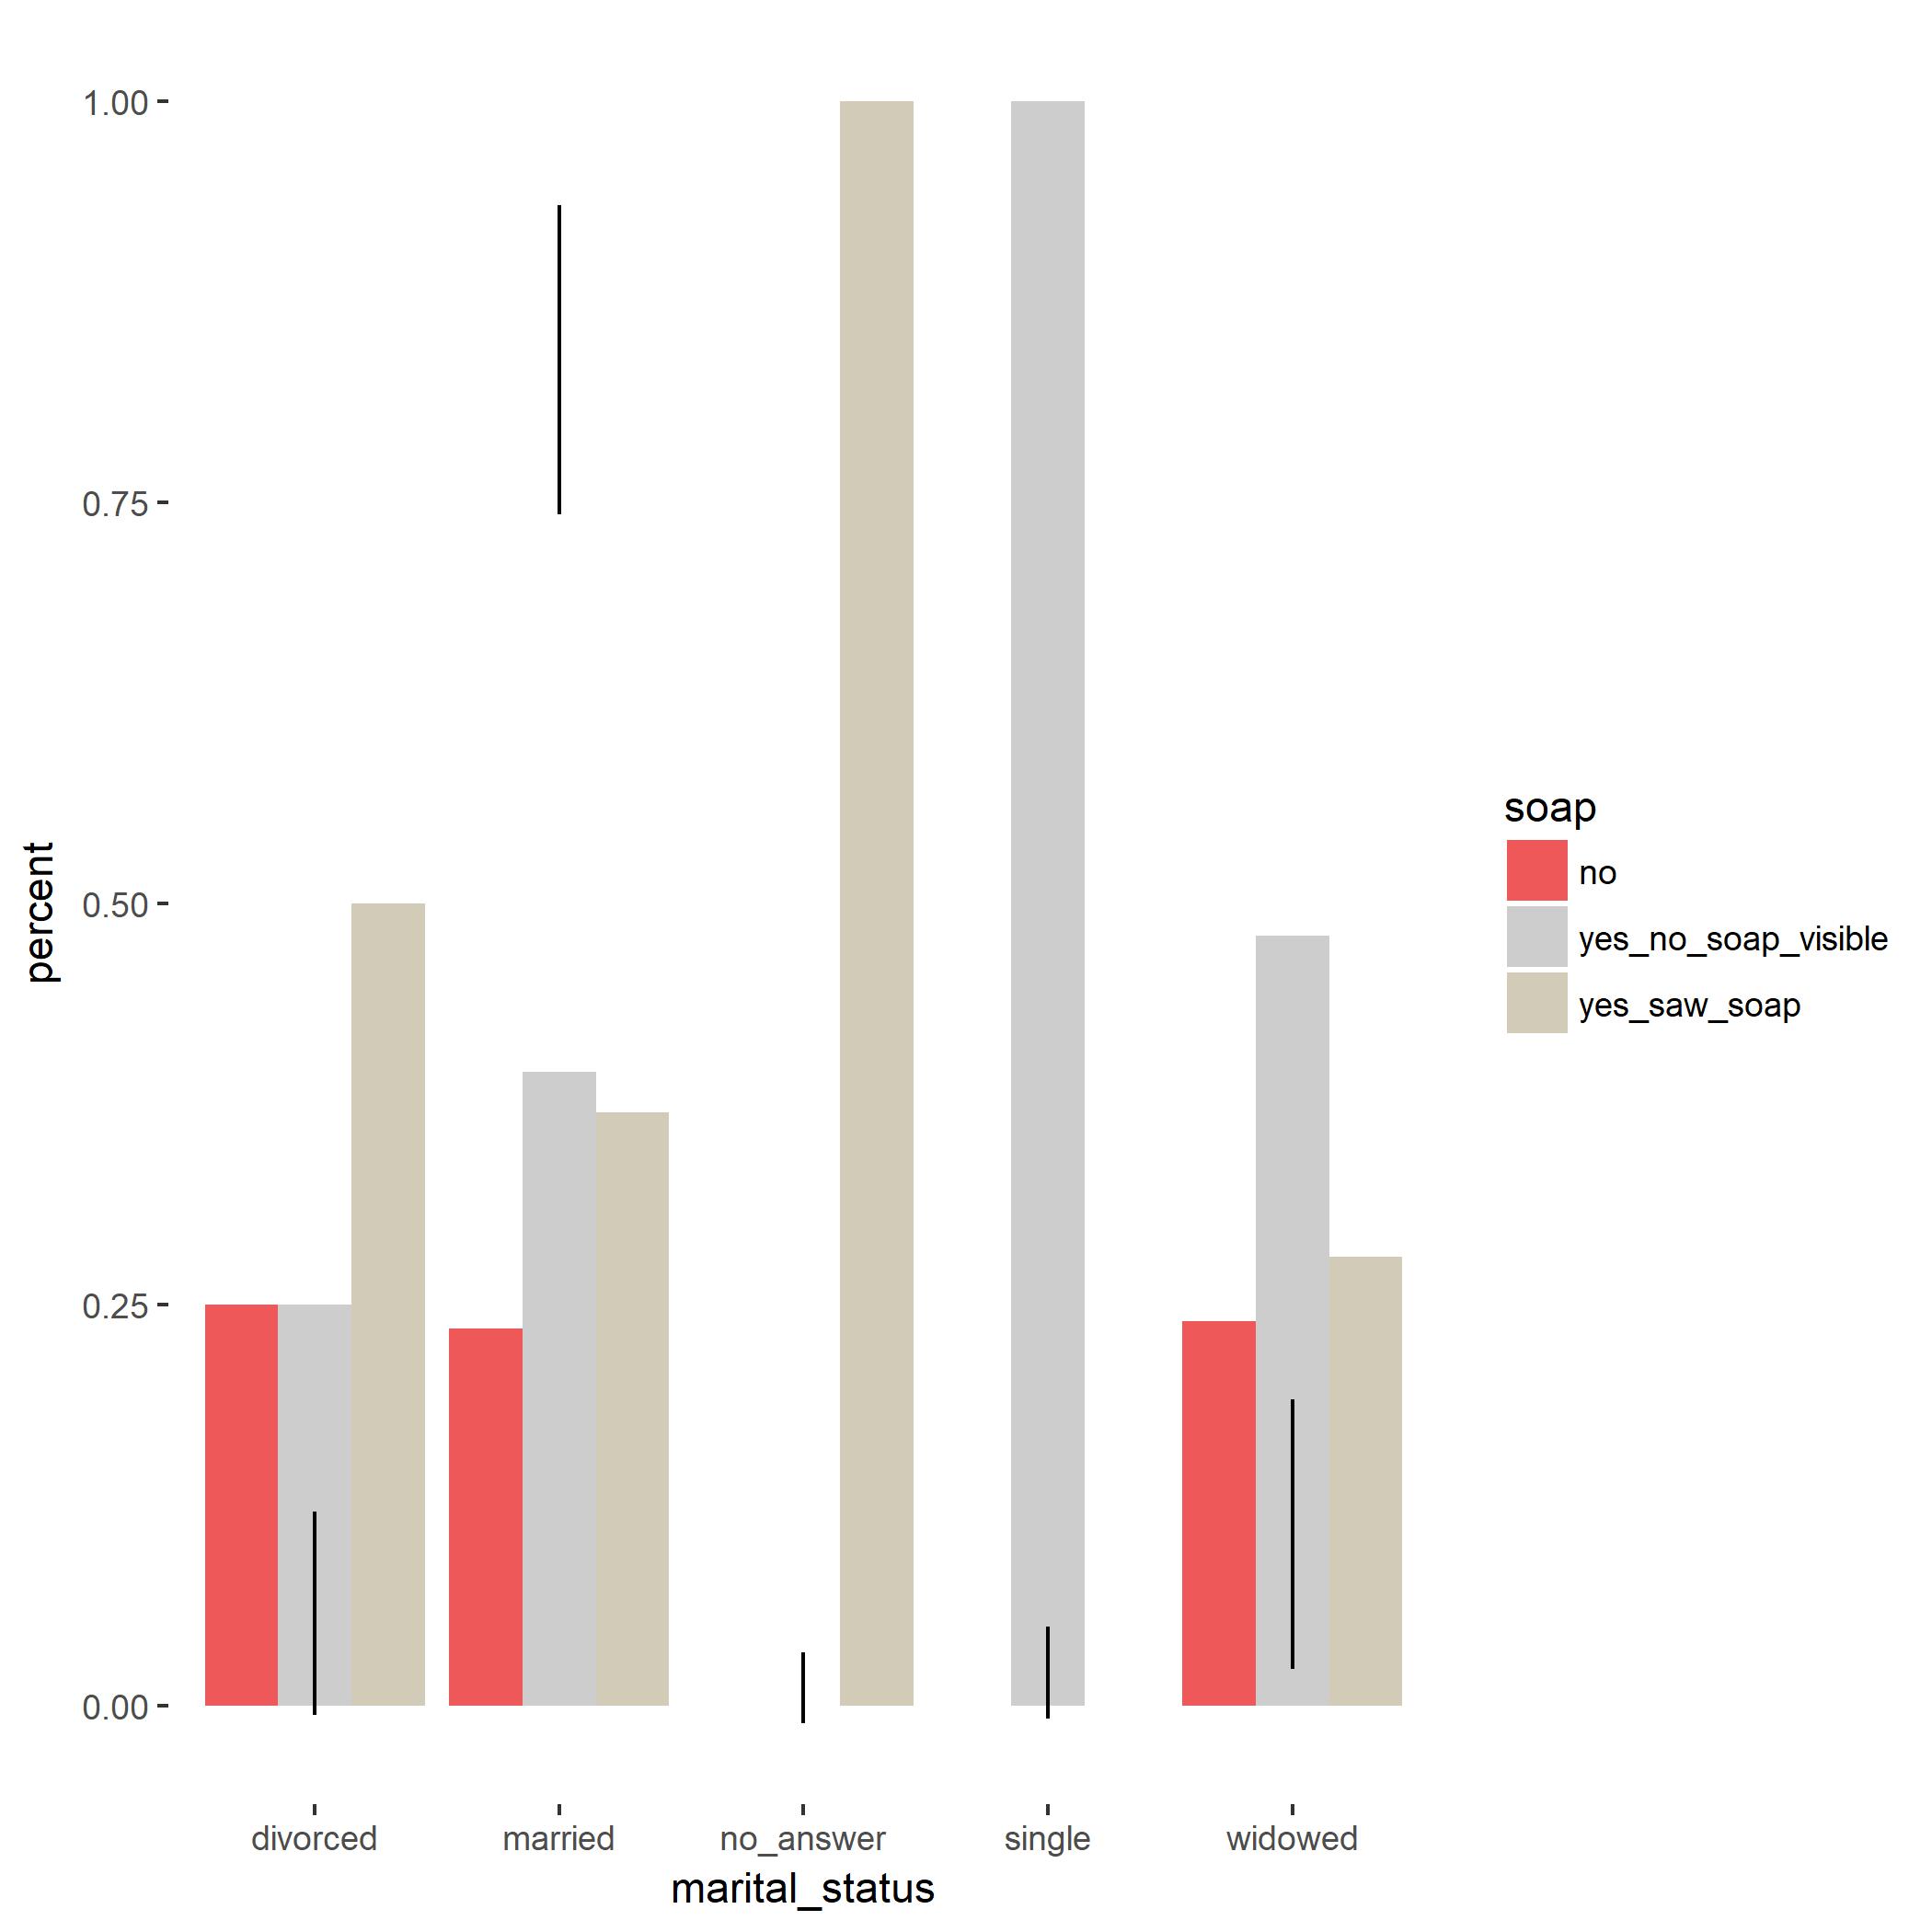 1.00
0.75
0.50
0.25
0.00
percent
divorced married no_answer single widowed
marital_status
soap
no
yes_no_soap_visible
yes_saw_soap